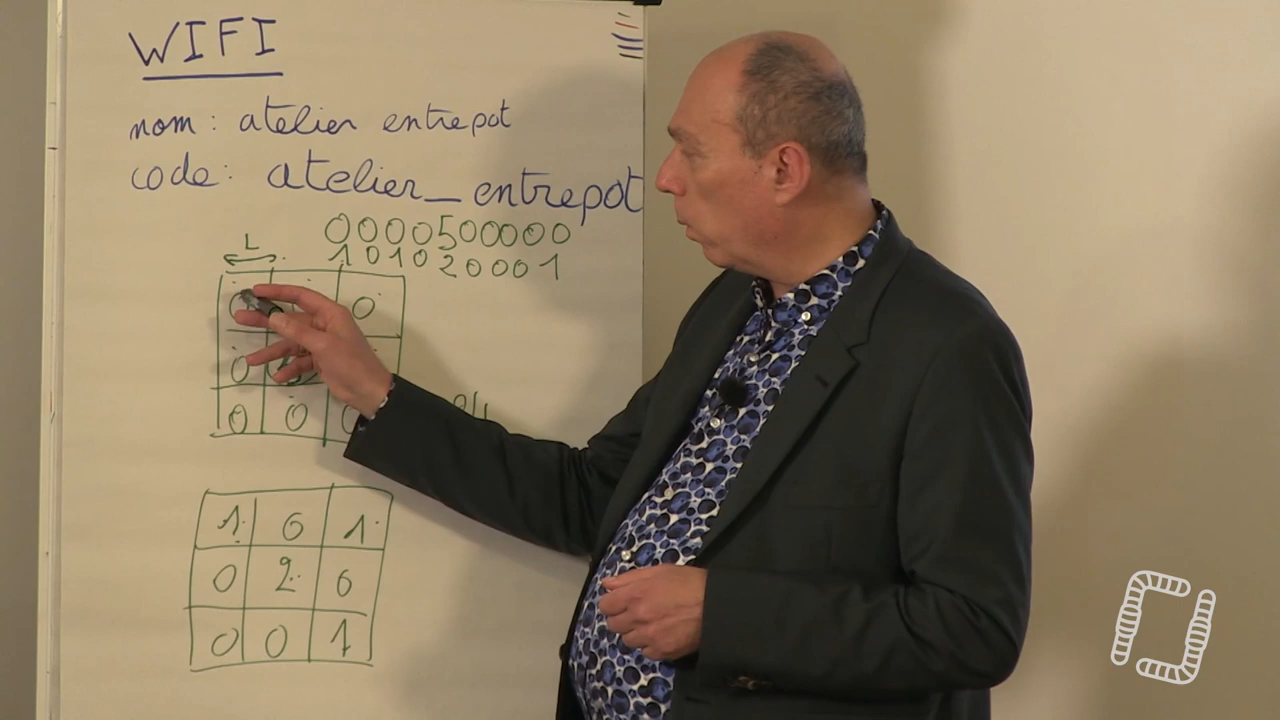 WIFI
nom: atelier entrepot
code: atelier_entrepot
0000500000
L 101020001
0 0
0
0 0 0
1 0 1
0 2 0
0 0 1